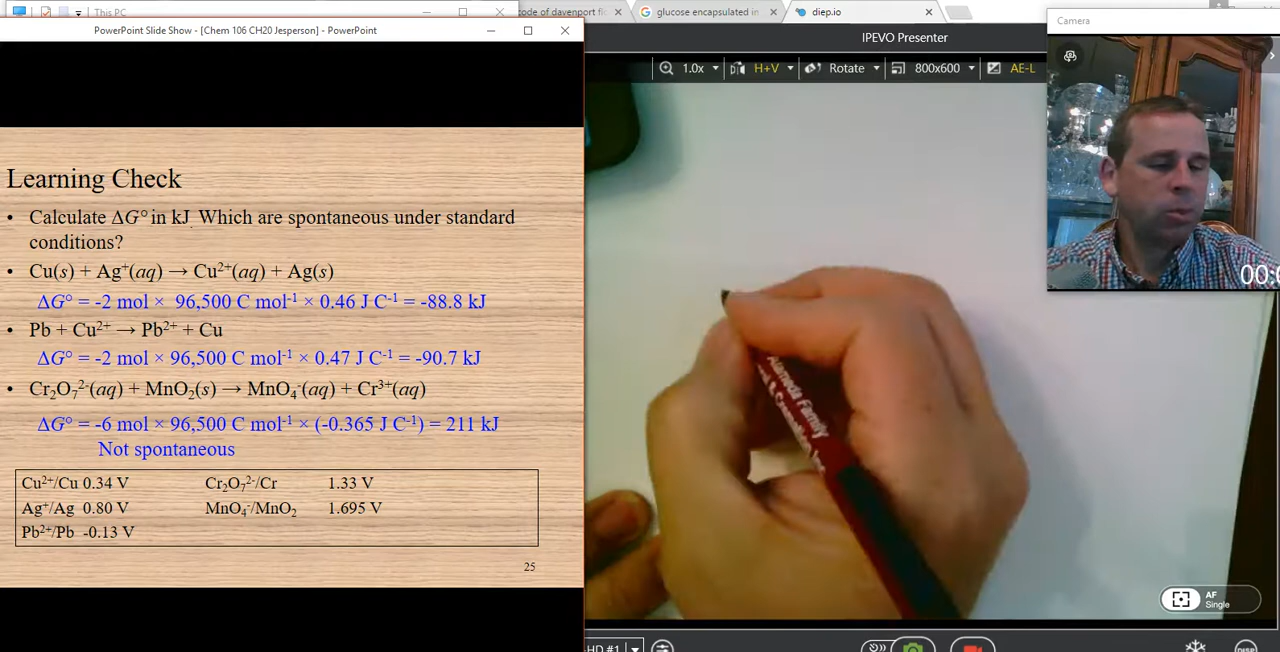 This PC
code of davenport fi
glucose encapsulated in
diep.io
PowerPoint Slide Show - [Chem 106 CH20 Jesperson] - PowerPoint
IPEVO Presenter
Camera
1.0x
H+V
Rotate
800x600
AE-L
Learning Check
• Calculate ΔG° in kJ. Which are spontaneous under standard
conditions?
• Cu(s) + Ag⁺(aq) → Cu²⁺(aq) + Ag(s)
ΔG° = -2 mol × 96,500 C mol⁻¹ × 0.46 J C⁻¹ = -88.8 kJ
• Pb + Cu²⁺ → Pb²⁺ + Cu
ΔG° = -2 mol × 96,500 C mol⁻¹ × 0.47 J C⁻¹ = -90.7 kJ
• Cr₂O₇²⁻(aq) + MnO₂(s) → MnO₄⁻(aq) + Cr³⁺(aq)
ΔG° = -6 mol × 96,500 C mol⁻¹ × (-0.365 J C⁻¹) = 211 kJ
Not spontaneous
Cu²⁺/Cu 0.34 V Cr₂O₇²⁻/Cr 1.33 V
Ag⁺/Ag 0.80 V MnO₄⁻/MnO₂ 1.695 V
Pb²⁺/Pb -0.13 V
25
Alameda Family
00:
AF
Single
HD #1
DISP